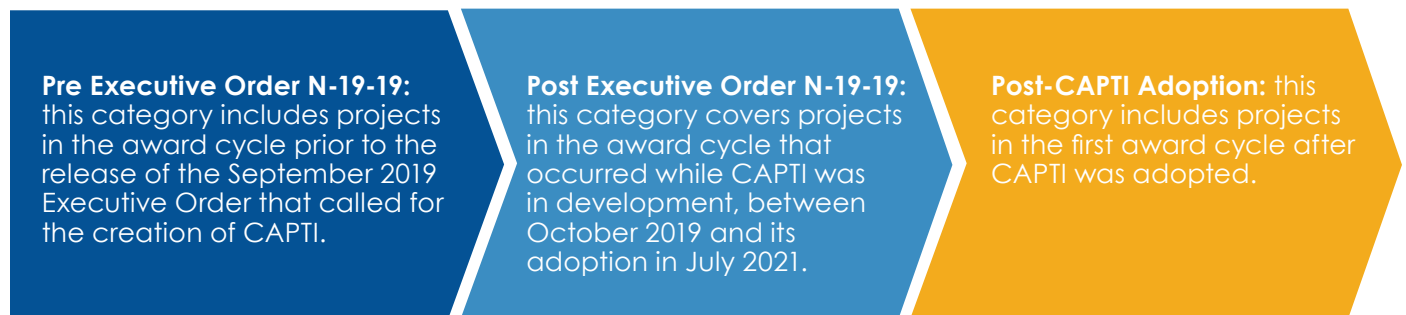 Pre Executive Order N-19-19:
this category includes projects
in the award cycle prior to the
release of the September 2019
Executive Order that called for
the creation of CAPTI.
Post Executive Order N-19-19:
this category covers projects
in the award cycle that
occurred while CAPTI was
in development, between
October 2019 and its
adoption in July 2021.
Post-CAPTI Adoption: this
category includes projects
in the first award cycle after
CAPTI was adopted.